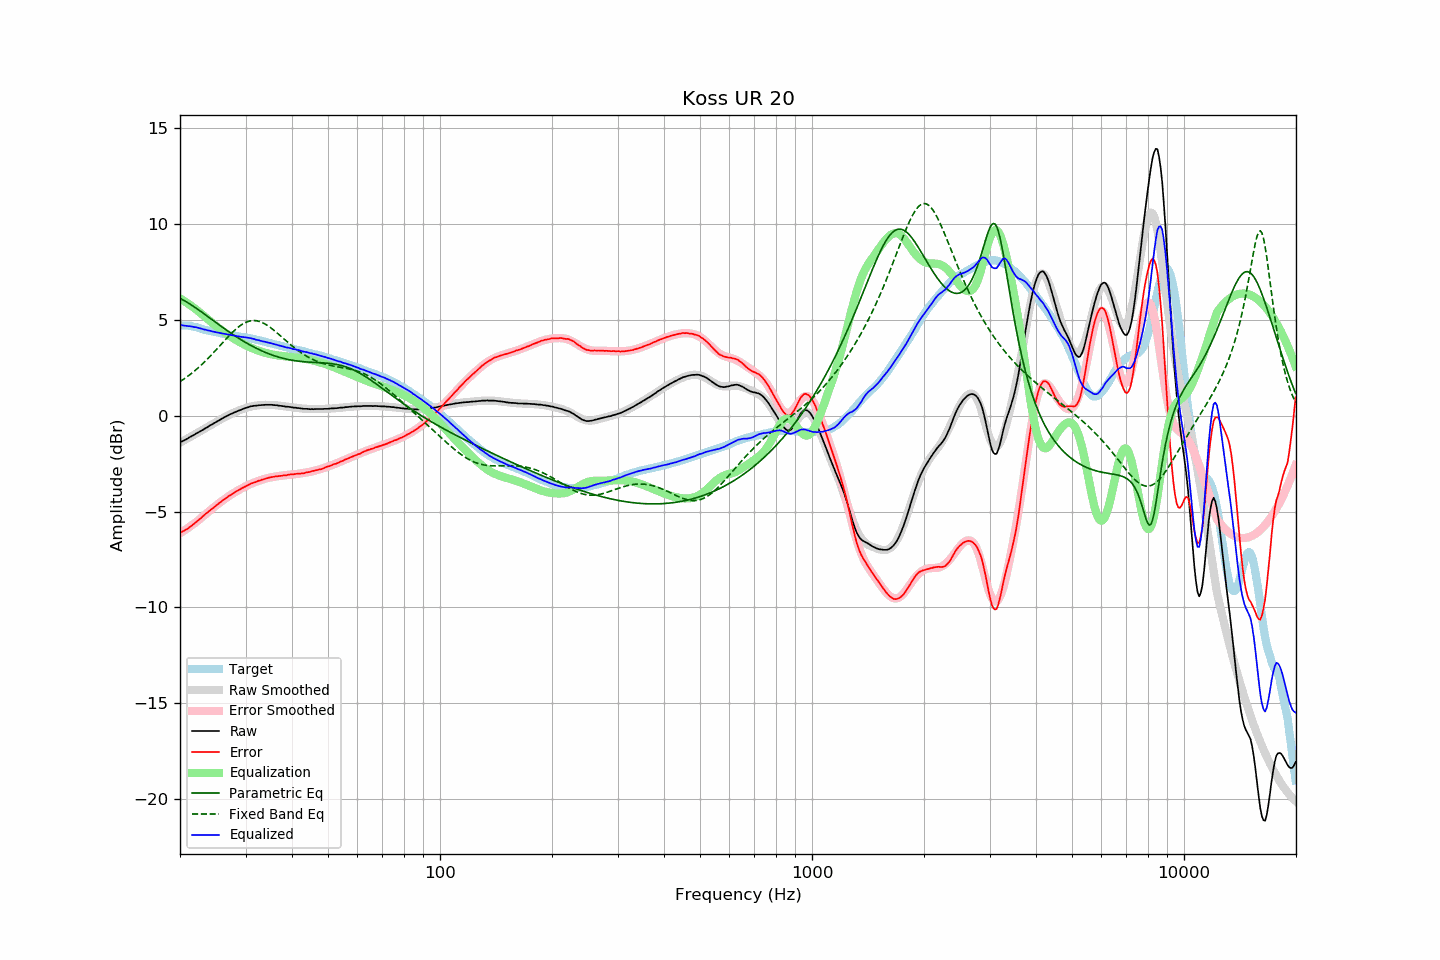 Koss UR 20
15
10
5
0
−5
−10
−15
−20
Amplitude (dBr)
Target
Raw Smoothed
Error Smoothed
Raw
Error
Equalization
Parametric Eq
Fixed Band Eq
Equalized
100 1000 10000
Frequency (Hz)